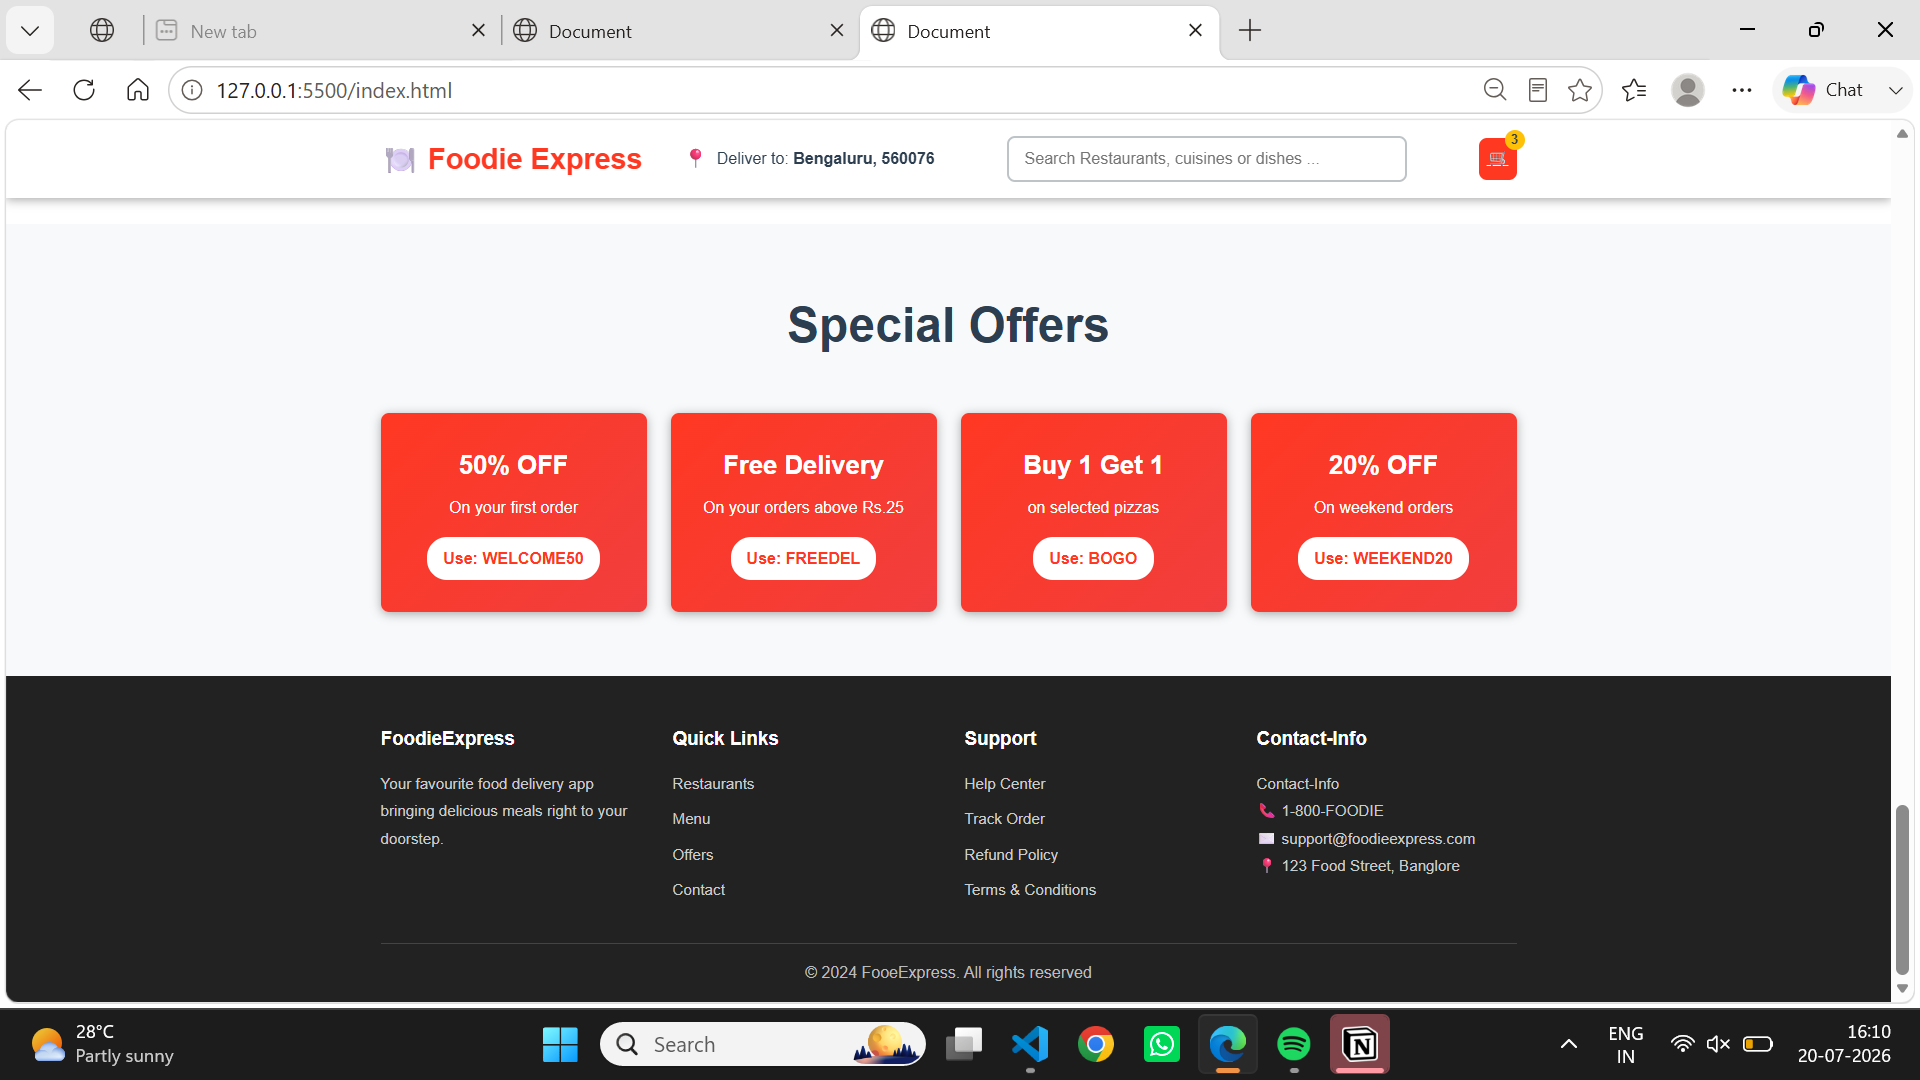 New tab
Document
Document
127.0.0.1:5500/index.html
Chat
Foodie Express
Deliver to: Bengaluru, 560076
Search Restaurants, cuisines or dishes ...
3
Special Offers
50% OFF
On your first order
Use: WELCOME50
Free Delivery
On your orders above Rs.25
Use: FREEDEL
Buy 1 Get 1
on selected pizzas
Use: BOGO
20% OFF
On weekend orders
Use: WEEKEND20
FoodieExpress
Your favourite food delivery app
bringing delicious meals right to your
doorstep.
Quick Links
Restaurants
Menu
Offers
Contact
Support
Help Center
Track Order
Refund Policy
Terms & Conditions
Contact-Info
Contact-Info
1-800-FOODIE
support@foodieexpress.com
123 Food Street, Banglore
© 2024 FooeExpress. All rights reserved
28°C
Partly sunny
Search
ENG
IN
16:10
20-07-2026